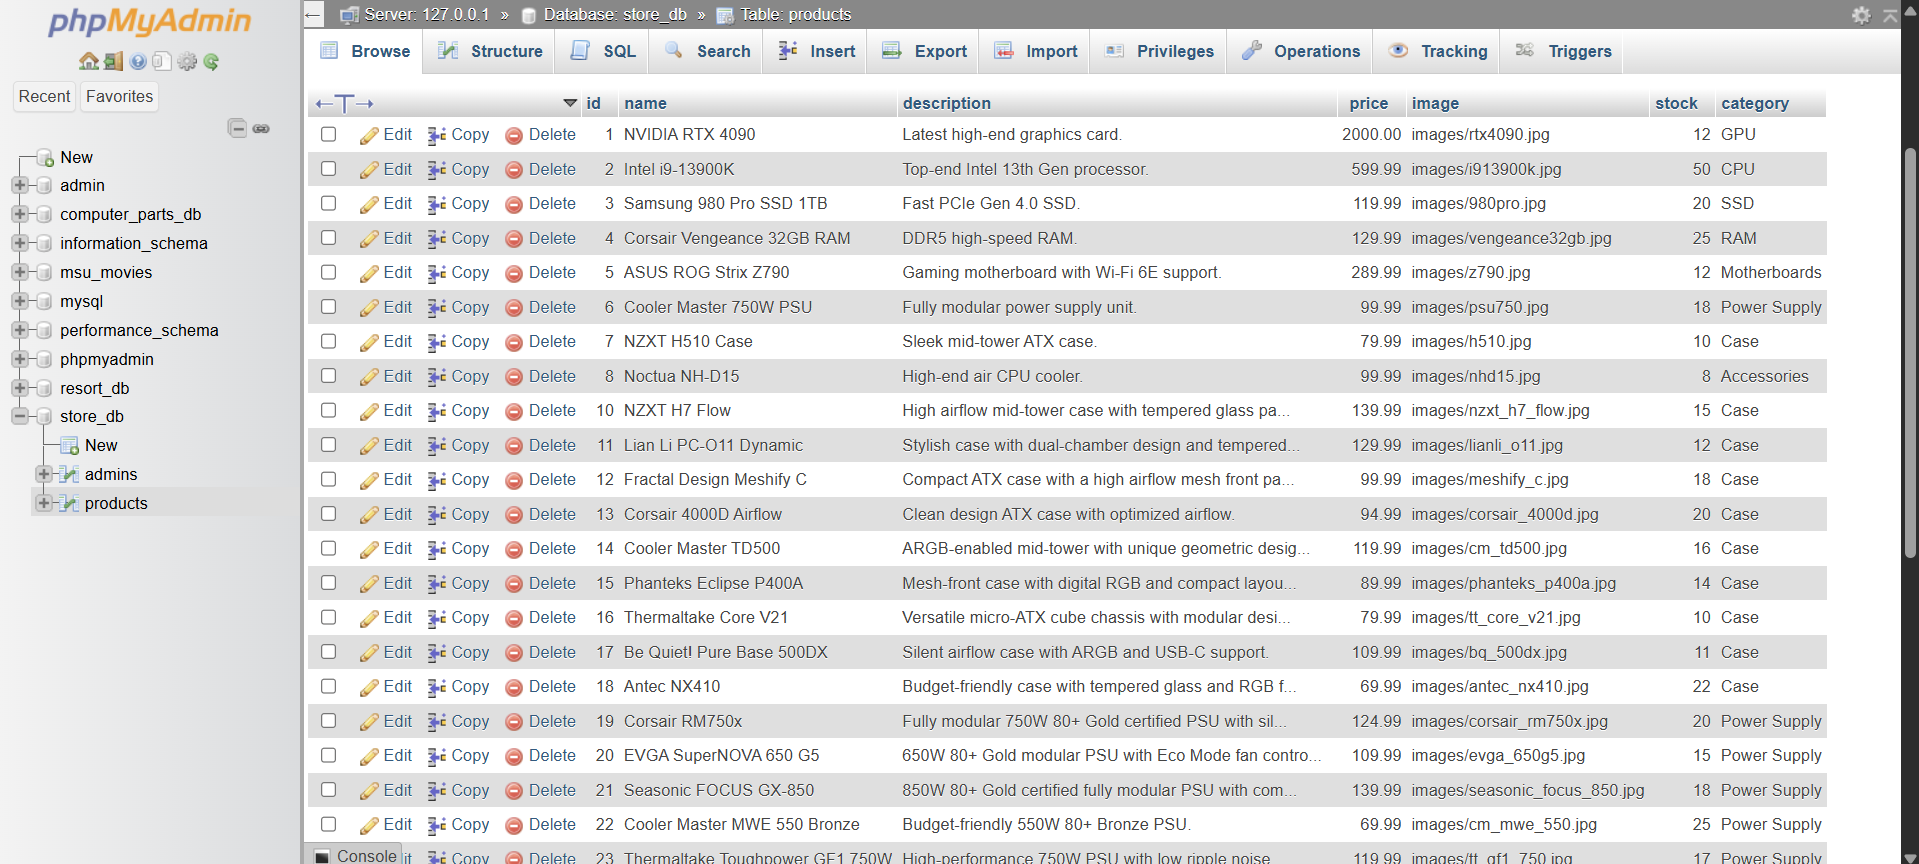 phpMyAdmin
Recent Favorites
New
admin
computer_parts_db
information_schema
msu_movies
mysql
performance_schema
phpmyadmin
resort_db
store_db
New
admins
products
Server: 127.0.0.1 » Database: store_db » Table: products
Browse Structure SQL Search Insert Export Import Privileges Operations Tracking Triggers
←T→ id name description price image stock category
Edit Copy Delete 1 NVIDIA RTX 4090 Latest high-end graphics card. 2000.00 images/rtx4090.jpg 12 GPU
Edit Copy Delete 2 Intel i9-13900K Top-end Intel 13th Gen processor. 599.99 images/i913900k.jpg 50 CPU
Edit Copy Delete 3 Samsung 980 Pro SSD 1TB Fast PCIe Gen 4.0 SSD. 119.99 images/980pro.jpg 20 SSD
Edit Copy Delete 4 Corsair Vengeance 32GB RAM DDR5 high-speed RAM. 129.99 images/vengeance32gb.jpg 25 RAM
Edit Copy Delete 5 ASUS ROG Strix Z790 Gaming motherboard with Wi-Fi 6E support. 289.99 images/z790.jpg 12 Motherboards
Edit Copy Delete 6 Cooler Master 750W PSU Fully modular power supply unit. 99.99 images/psu750.jpg 18 Power Supply
Edit Copy Delete 7 NZXT H510 Case Sleek mid-tower ATX case. 79.99 images/h510.jpg 10 Case
Edit Copy Delete 8 Noctua NH-D15 High-end air CPU cooler. 99.99 images/nhd15.jpg 8 Accessories
Edit Copy Delete 10 NZXT H7 Flow High airflow mid-tower case with tempered glass pa... 139.99 images/nzxt_h7_flow.jpg 15 Case
Edit Copy Delete 11 Lian Li PC-O11 Dynamic Stylish case with dual-chamber design and tempered... 129.99 images/lianli_o11.jpg 12 Case
Edit Copy Delete 12 Fractal Design Meshify C Compact ATX case with a high airflow mesh front pa... 99.99 images/meshify_c.jpg 18 Case
Edit Copy Delete 13 Corsair 4000D Airflow Clean design ATX case with optimized airflow. 94.99 images/corsair_4000d.jpg 20 Case
Edit Copy Delete 14 Cooler Master TD500 ARGB-enabled mid-tower with unique geometric desig... 119.99 images/cm_td500.jpg 16 Case
Edit Copy Delete 15 Phanteks Eclipse P400A Mesh-front case with digital RGB and compact layou... 89.99 images/phanteks_p400a.jpg 14 Case
Edit Copy Delete 16 Thermaltake Core V21 Versatile micro-ATX cube chassis with modular desi... 79.99 images/tt_core_v21.jpg 10 Case
Edit Copy Delete 17 Be Quiet! Pure Base 500DX Silent airflow case with ARGB and USB-C support. 109.99 images/bq_500dx.jpg 11 Case
Edit Copy Delete 18 Antec NX410 Budget-friendly case with tempered glass and RGB f... 69.99 images/antec_nx410.jpg 22 Case
Edit Copy Delete 19 Corsair RM750x Fully modular 750W 80+ Gold certified PSU with sil... 124.99 images/corsair_rm750x.jpg 20 Power Supply
Edit Copy Delete 20 EVGA SuperNOVA 650 G5 650W 80+ Gold modular PSU with Eco Mode fan contro... 109.99 images/evga_650g5.jpg 15 Power Supply
Edit Copy Delete 21 Seasonic FOCUS GX-850 850W 80+ Gold certified fully modular PSU with com... 139.99 images/seasonic_focus_850.jpg 18 Power Supply
Edit Copy Delete 22 Cooler Master MWE 550 Bronze Budget-friendly 550W 80+ Bronze PSU. 69.99 images/cm_mwe_550.jpg 25 Power Supply
Copy Delete 23 Thermaltake Toughpower GF1 750W High-performance 750W PSU with low ripple noise 119.99 images/tt_gf1_750.jpg 17 Power Supply
Console